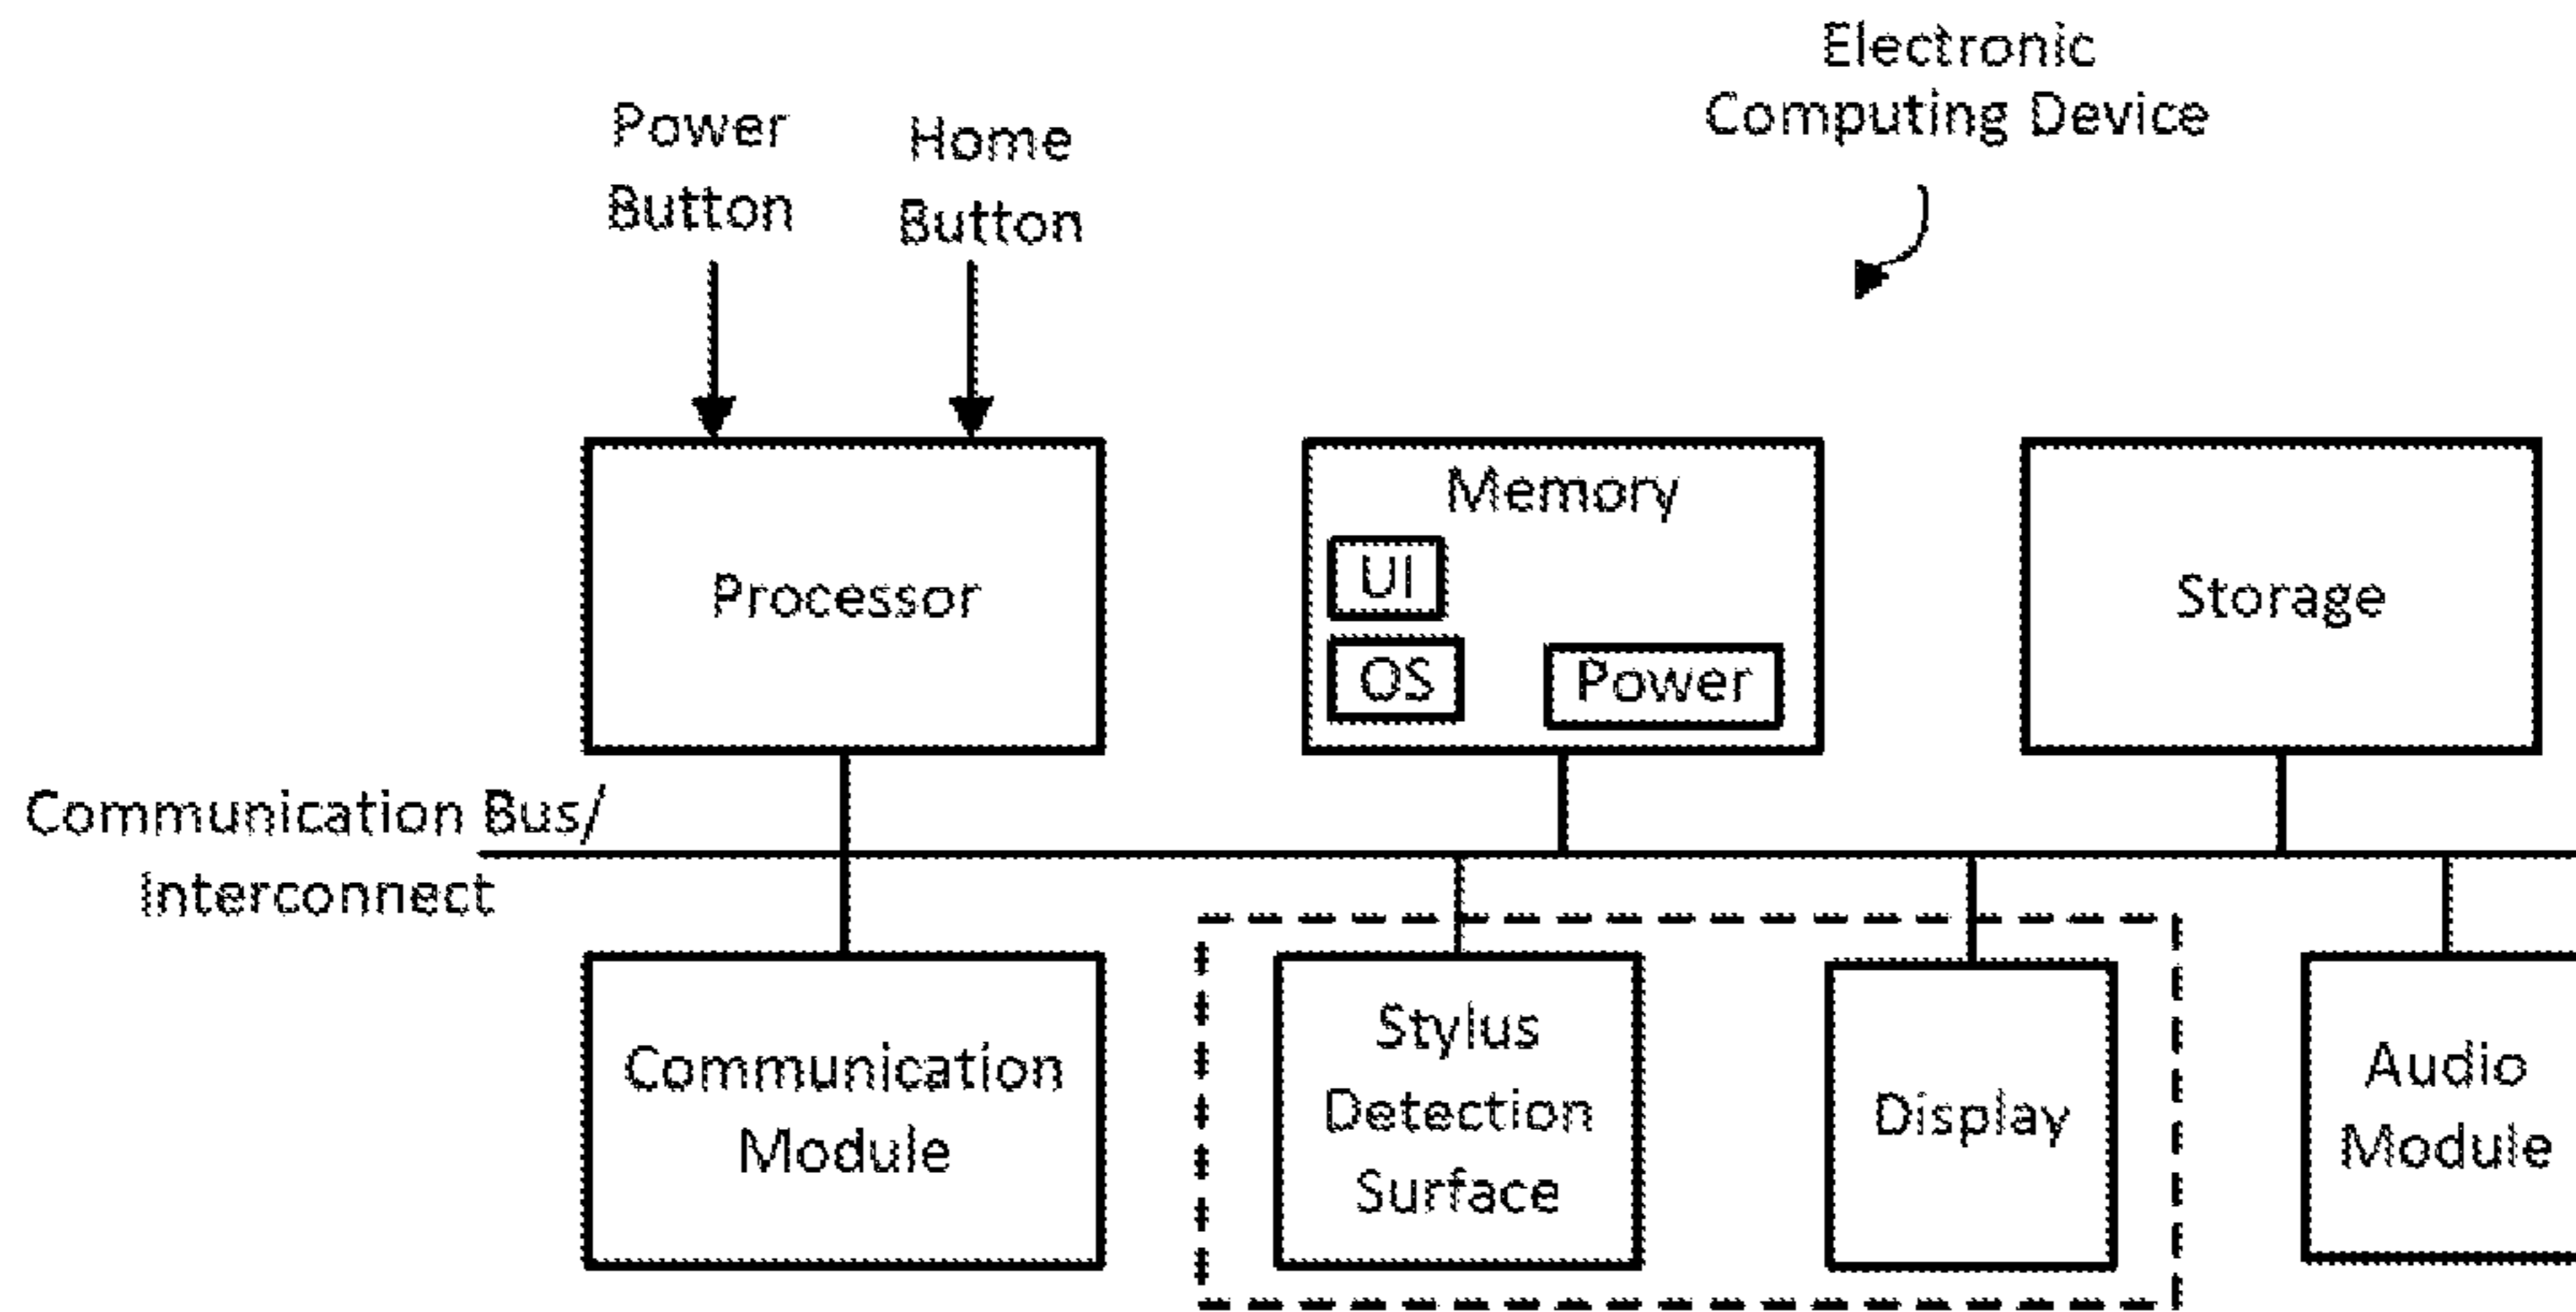 Electronic
Computing Device
Power
Button
Home
Button
Processor
Memory
UI
OS
Power
Storage
Communication Bus/
Interconnect
Communication
Module
Stylus
Detection
Surface
Display
Audio
Module